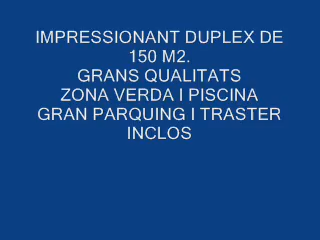 IMPRESSIONANT DUPLEX DE
150 M2.
GRANS QUALITATS
ZONA VERDA I PISCINA
GRAN PARQUING I TRASTER
INCLOS